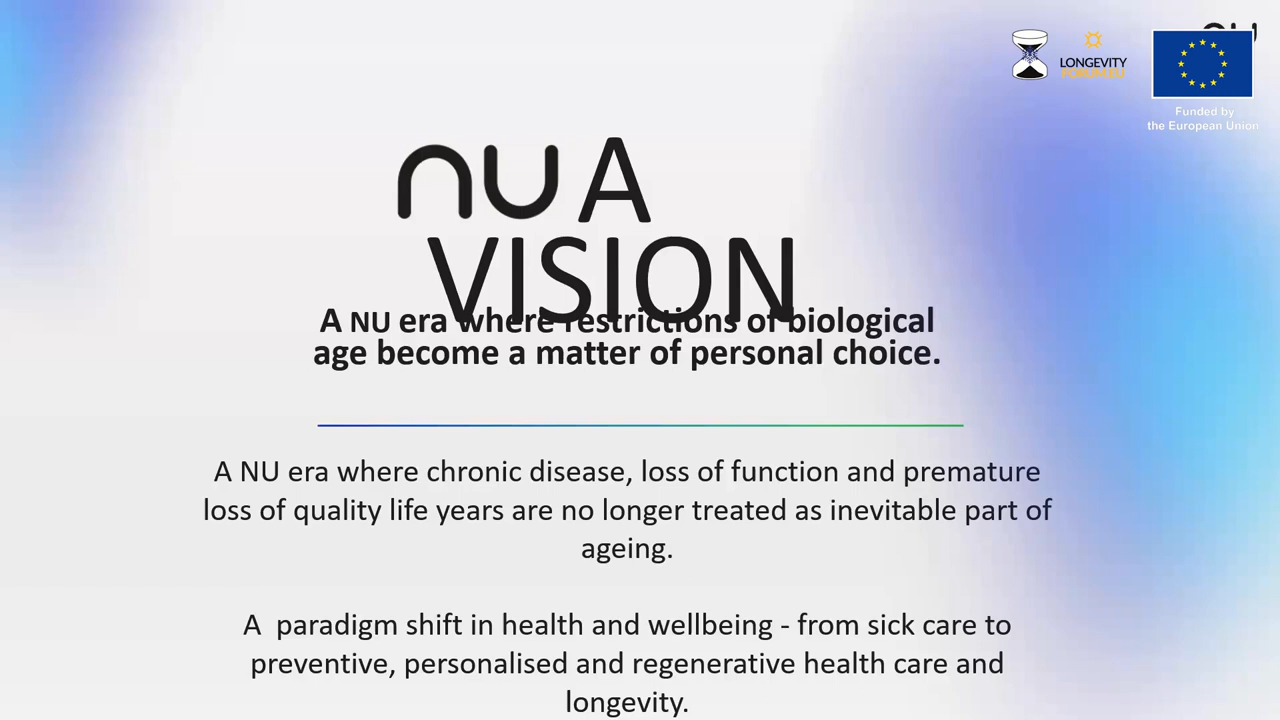 nu
LONGEVITY
FORUM.EU
Funded by
the European Union
nu A
VISION
A NU era where restrictions of biological
age become a matter of personal choice.
A NU era where chronic disease, loss of function and premature
loss of quality life years are no longer treated as inevitable part of
ageing.
A  paradigm shift in health and wellbeing - from sick care to
preventive, personalised and regenerative health care and
longevity.